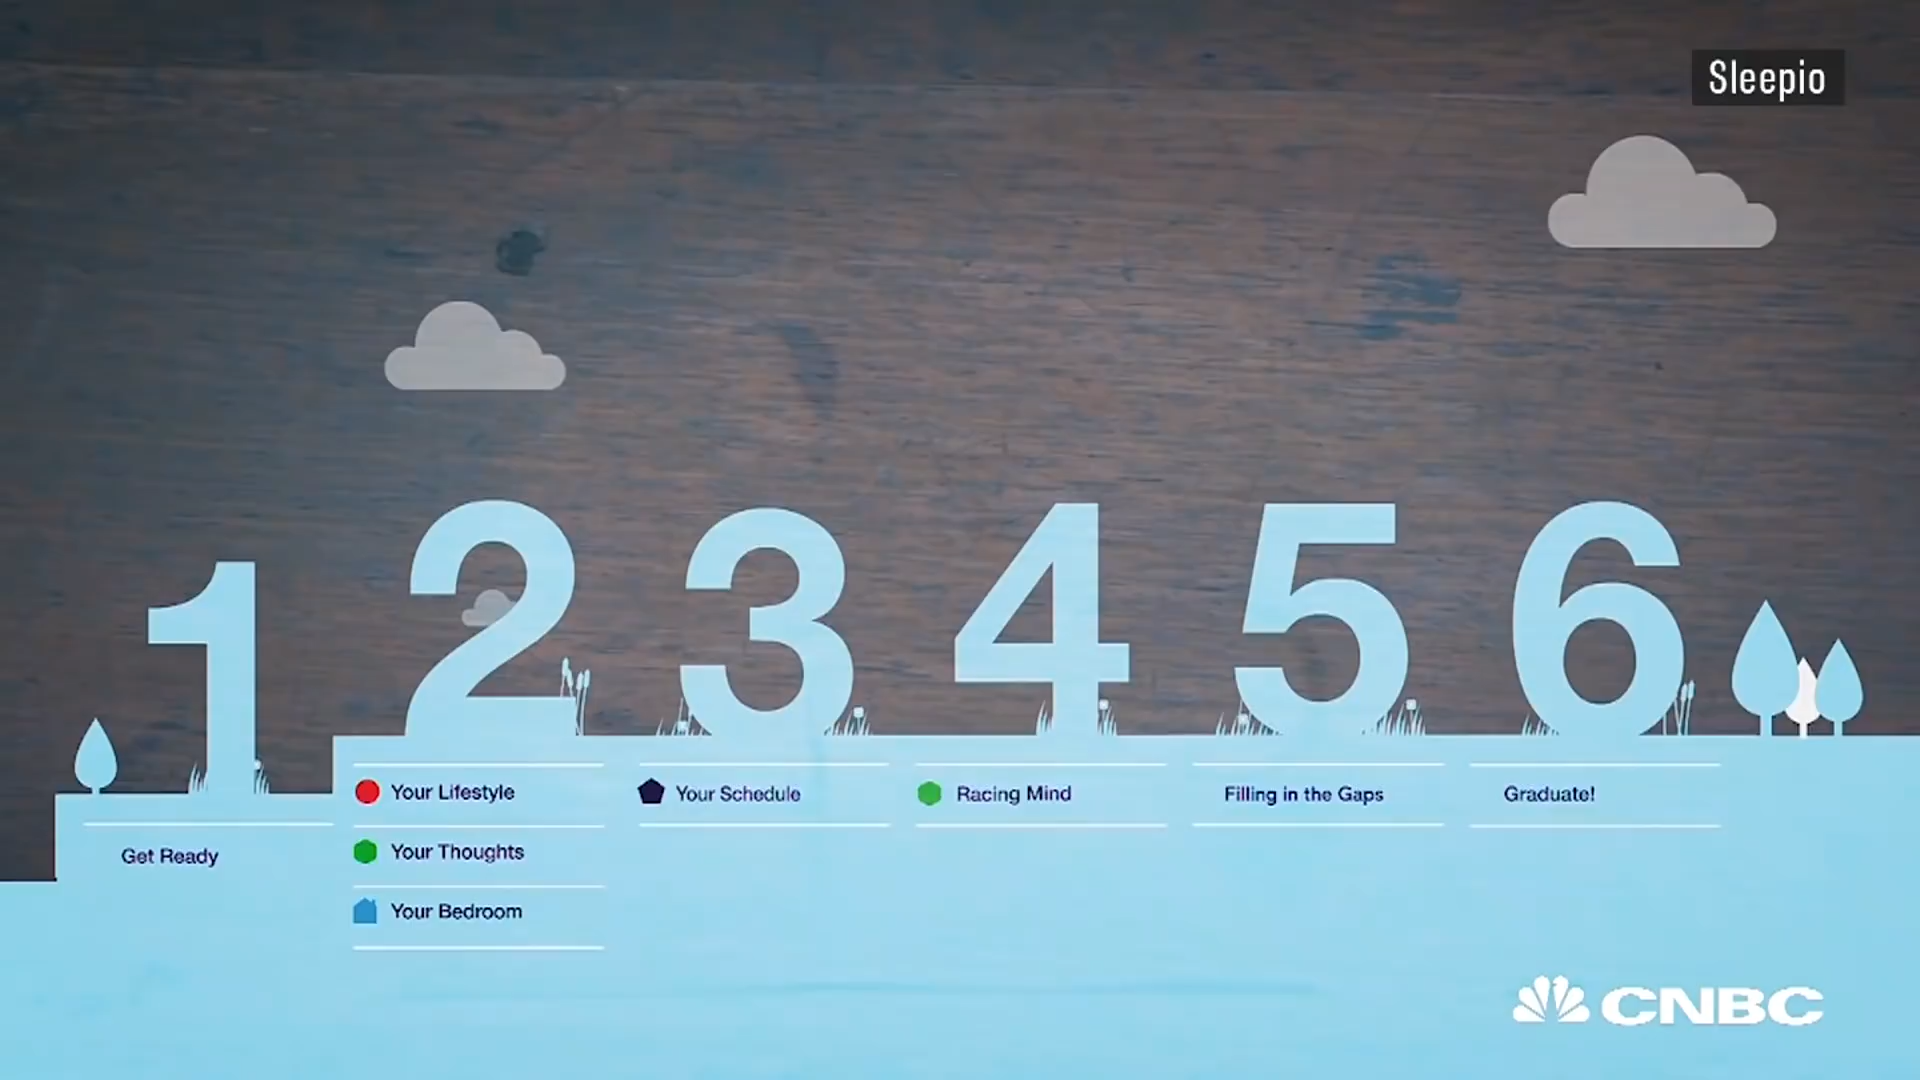 Sleepio
1
2
3
4
5
6
Get Ready
Your Lifestyle
Your Thoughts
Your Bedroom
Your Schedule
Racing Mind
Filling in the Gaps
Graduate!
CNBC